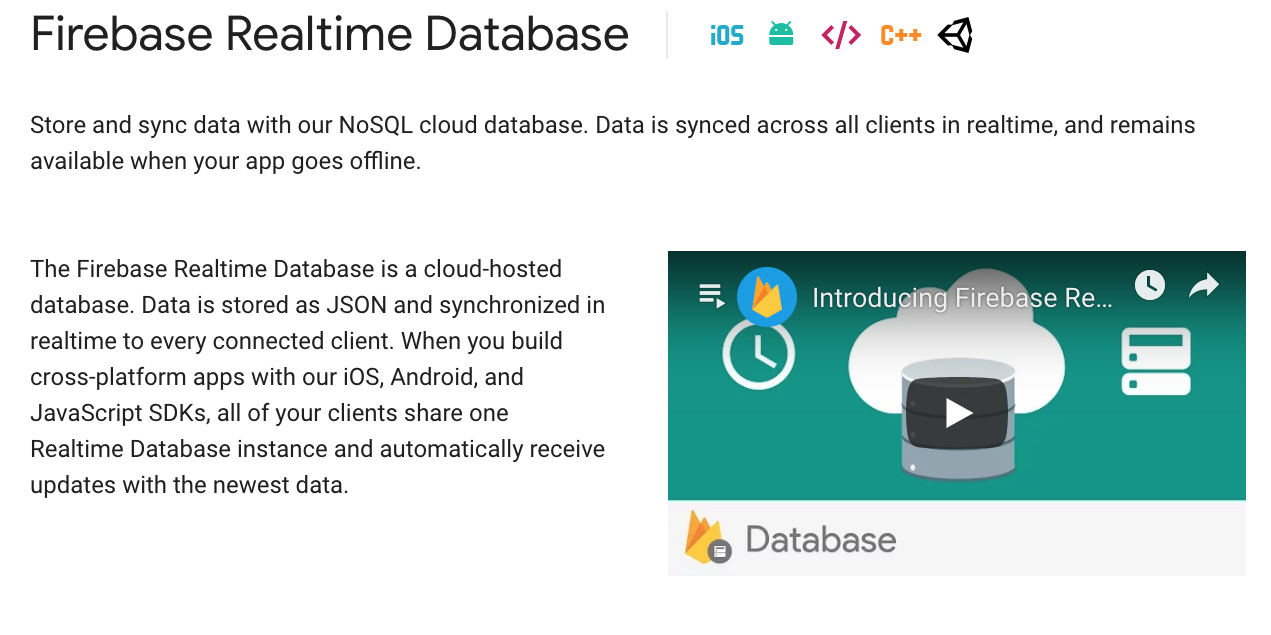 Firebase Realtime Database
iOS
</>
C++
Store and sync data with our NoSQL cloud database. Data is synced across all clients in realtime, and remains
available when your app goes offline.
The Firebase Realtime Database is a cloud-hosted
database. Data is stored as JSON and synchronized in
realtime to every connected client. When you build
cross-platform apps with our iOS, Android, and
JavaScript SDKs, all of your clients share one
Realtime Database instance and automatically receive
updates with the newest data.
Introducing Firebase Re...
Database